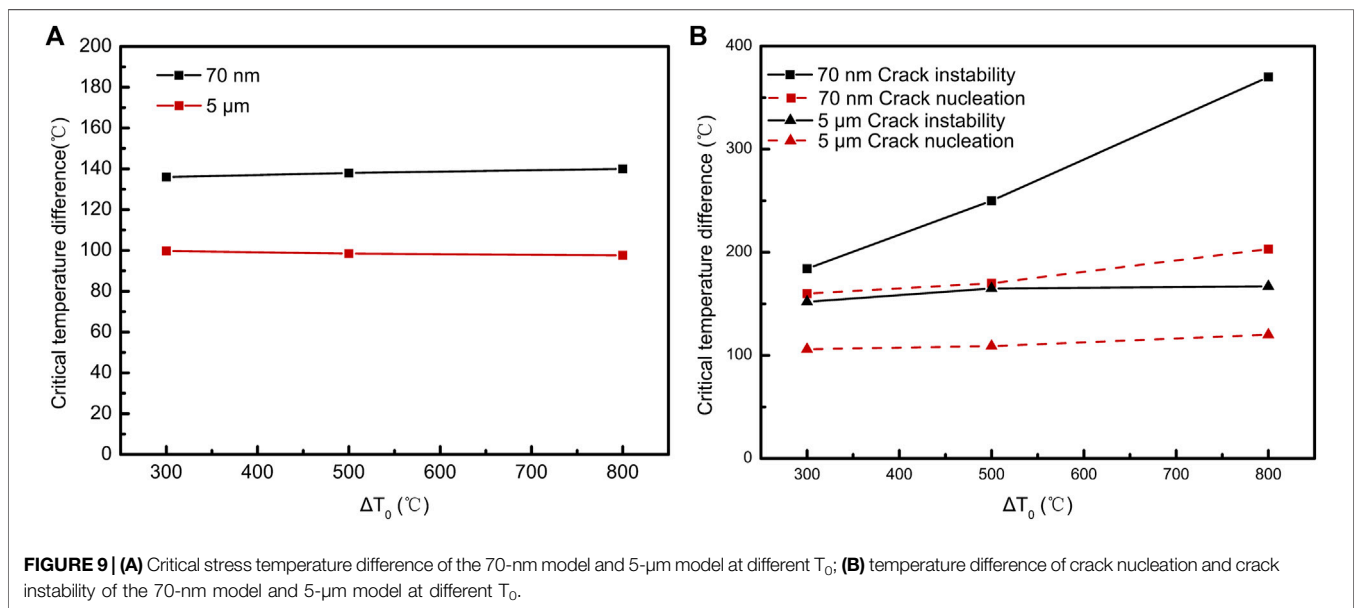 A
200
180
160
140
120
100
80
60
40
20
0
Critical temperature difference(℃)
70 nm
5 μm
300 400 500 600 700 800
ΔT0 (℃)
B
400
300
200
100
0
Critical temperature difference (℃)
70 nm Crack instability
70 nm Crack nucleation
5 μm Crack instability
5 μm Crack nucleation
300 400 500 600 700 800
ΔT0 (℃)
FIGURE 9 | (A) Critical stress temperature difference of the 70-nm model and 5-μm model at different T0; (B) temperature difference of crack nucleation and crack
instability of the 70-nm model and 5-μm model at different T0.